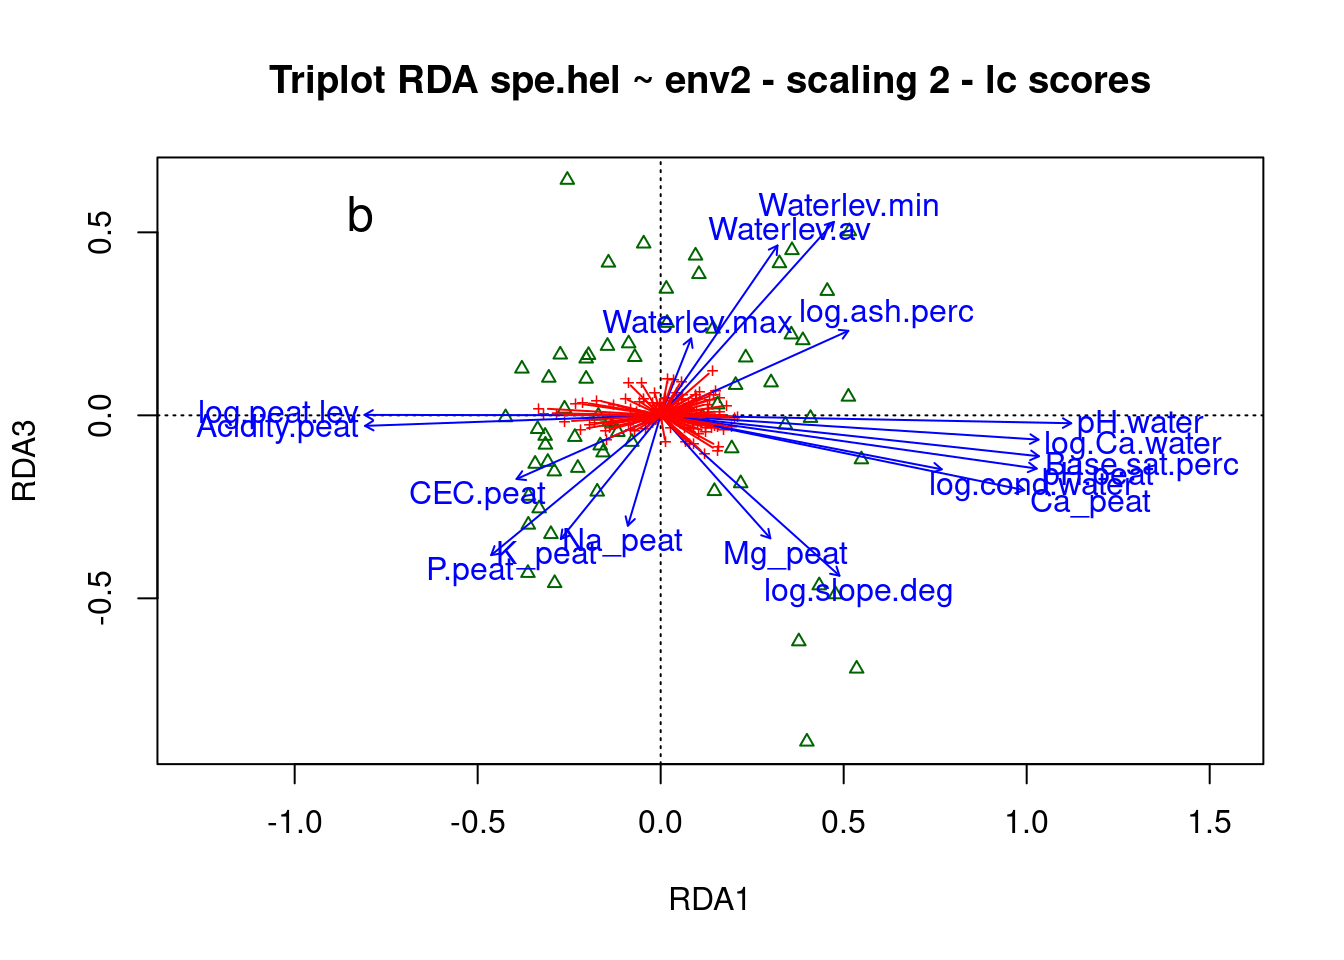 Triplot RDA spe.hel ~ env2 - scaling 2 - lc scores
b
Waterlev.min
Waterlev.av
log.ash.perc
Waterlev.max
log.peat.lev
Acidity.peat
pH.water
log.Ca.water
Base.sat.perc
pH.peat
log.cond.water
Ca_peat
CEC.peat
Na_peat
K_peat
P.peat
Mg_peat
log.slope.deg
0.5
0.0
-0.5
RDA3
-1.0 -0.5 0.0 0.5 1.0 1.5
RDA1